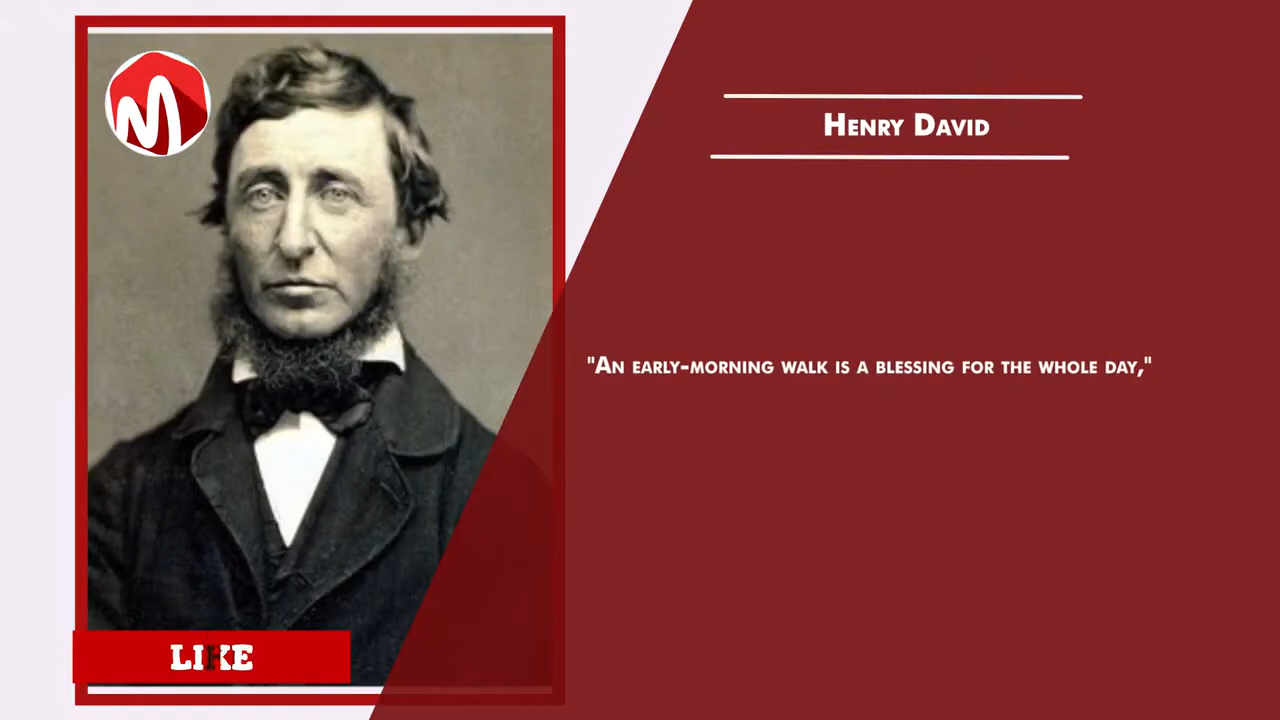 Henry David
"An early-morning walk is a blessing for the whole day,"
LIKE